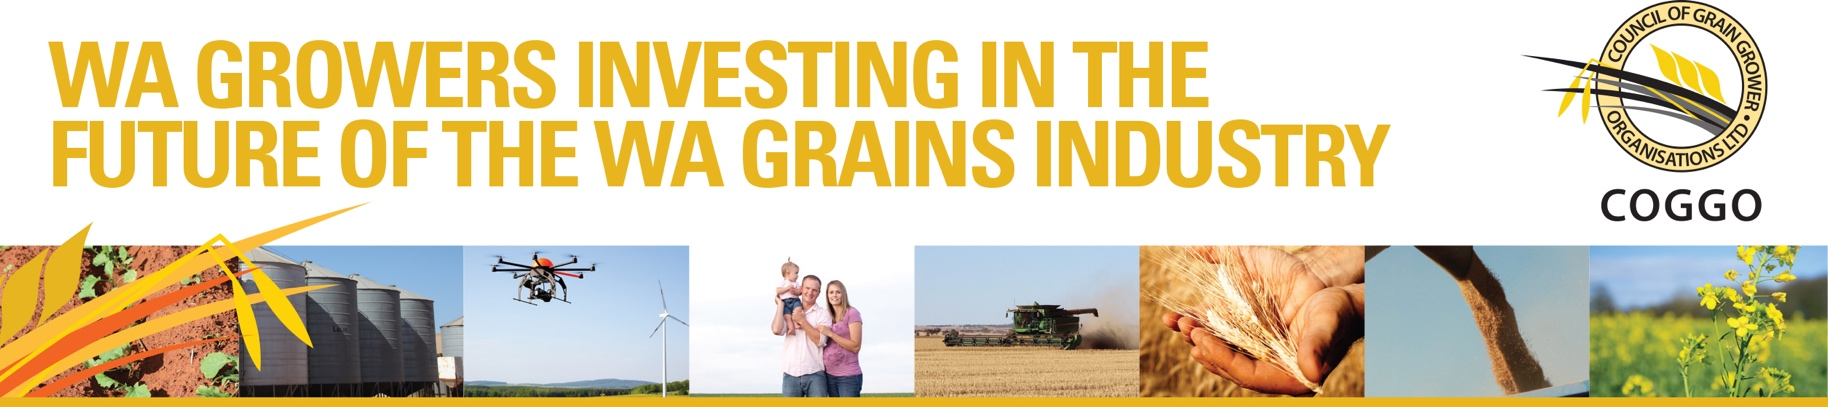 WA GROWERS INVESTING IN THE
FUTURE OF THE WA GRAINS INDUSTRY
COUNCIL OF GRAIN GROWER •
ORGANISATIONS LTD
COGGO